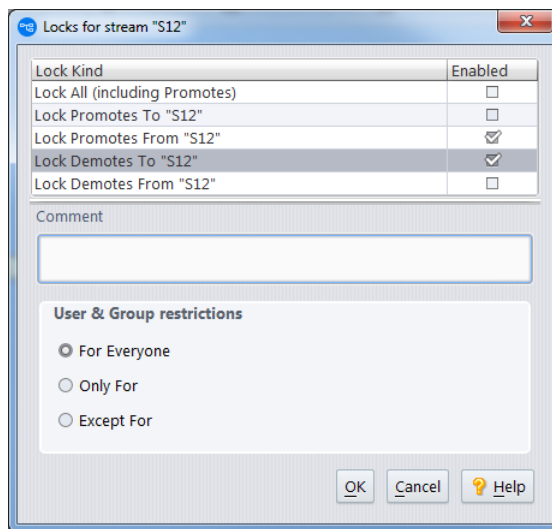 Locks for stream "S12"
Lock Kind Enabled
Lock All (including Promotes)
Lock Promotes To "S12"
Lock Promotes From "S12"
Lock Demotes To "S12"
Lock Demotes From "S12"
Comment
User & Group restrictions
For Everyone
Only For
Except For
OK Cancel ? Help